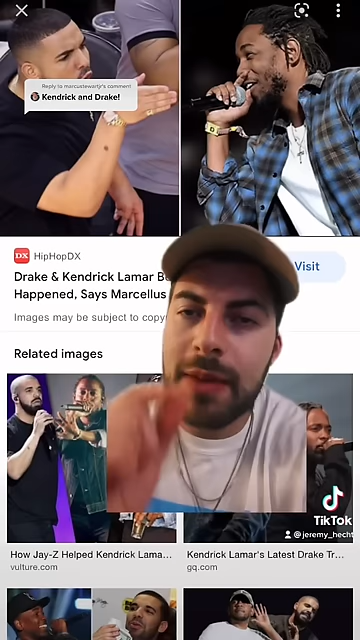 Reply to marcustewartjr's comment
Kendrick and Drake!
DX HipHopDX
Drake & Kendrick Lamar B
Happened, Says Marcellus
Visit
Images may be subject to copy
Related images
TikTok
@jeremy_hecht
How Jay-Z Helped Kendrick Lama...
Kendrick Lamar's Latest Drake Tr...
vulture.com
gq.com